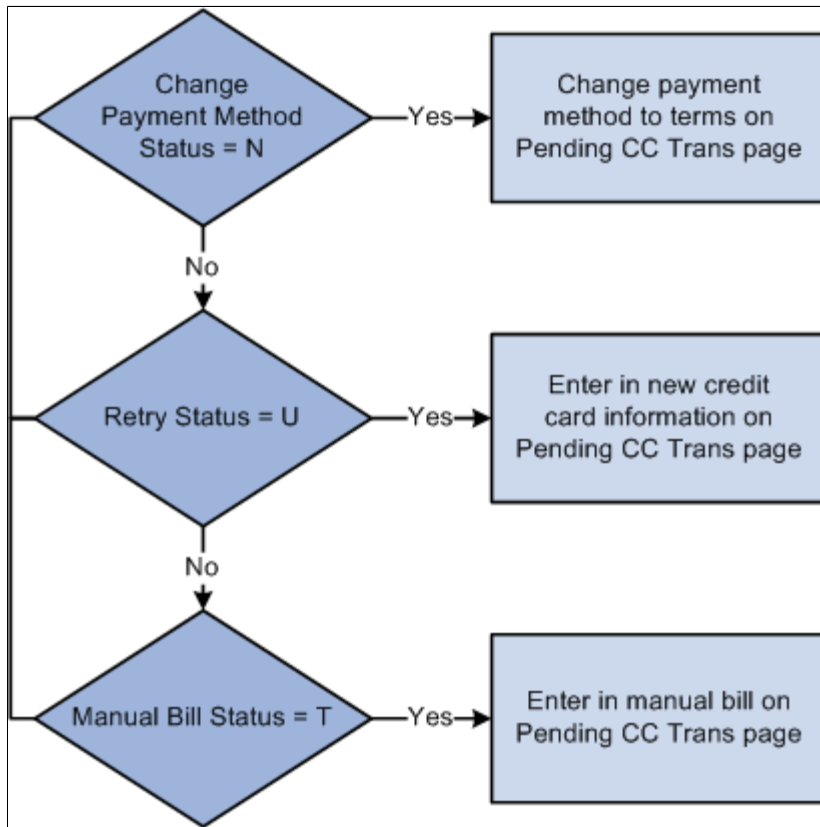 Change
Payment Method
Status = N
Yes
Change payment
method to terms on
Pending CC Trans page
No
Retry Status = U
Yes
Enter in new credit
card information on
Pending CC Trans page
No
Manual Bill Status = T
Yes
Enter in manual bill on
Pending CC Trans page